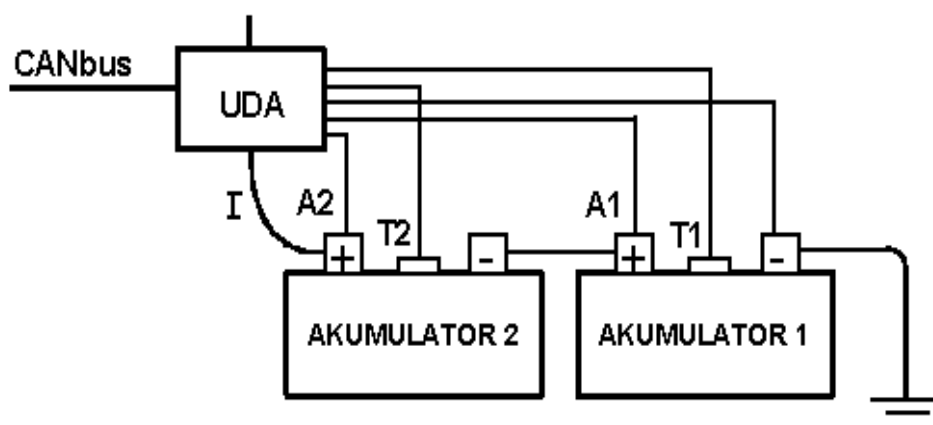 CANbus
UDA
I
A2
T2
A1
T1
+
-
+
-
AKUMULATOR 2
AKUMULATOR 1